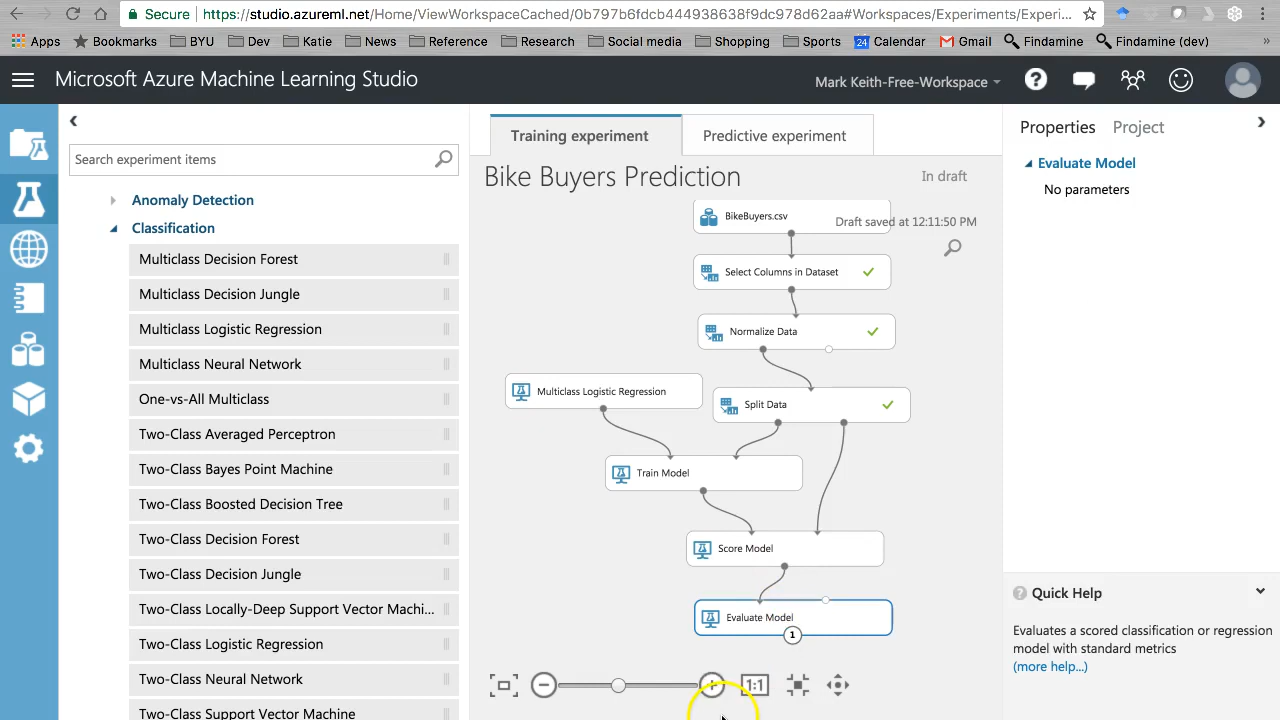 Secure https://studio.azureml.net/Home/ViewWorkspaceCached/0b797b6fdcb444938638f9dc978d62aa#Workspaces/Experiments/Experi...
Apps Bookmarks BYU Dev Katie News Reference Research Social media Shopping Sports 24 Calendar Gmail Findamine Findamine (dev) »
Microsoft Azure Machine Learning Studio
Mark Keith-Free-Workspace
?
Training experiment
Predictive experiment
Properties Project
Search experiment items
Bike Buyers Prediction
In draft
Evaluate Model
No parameters
Anomaly Detection
Classification
Multiclass Decision Forest
Multiclass Decision Jungle
Multiclass Logistic Regression
Multiclass Neural Network
One-vs-All Multiclass
Two-Class Averaged Perceptron
Two-Class Bayes Point Machine
Two-Class Boosted Decision Tree
Two-Class Decision Forest
Two-Class Decision Jungle
Two-Class Locally-Deep Support Vector Machi...
Two-Class Logistic Regression
Two-Class Neural Network
Two-Class Support Vector Machine
BikeBuyers.csv
Draft saved at 12:11:50 PM
Select Columns in Dataset
Normalize Data
Multiclass Logistic Regression
Split Data
Train Model
Score Model
Evaluate Model
1
1:1
? Quick Help
Evaluates a scored classification or regression
model with standard metrics
(more help...)